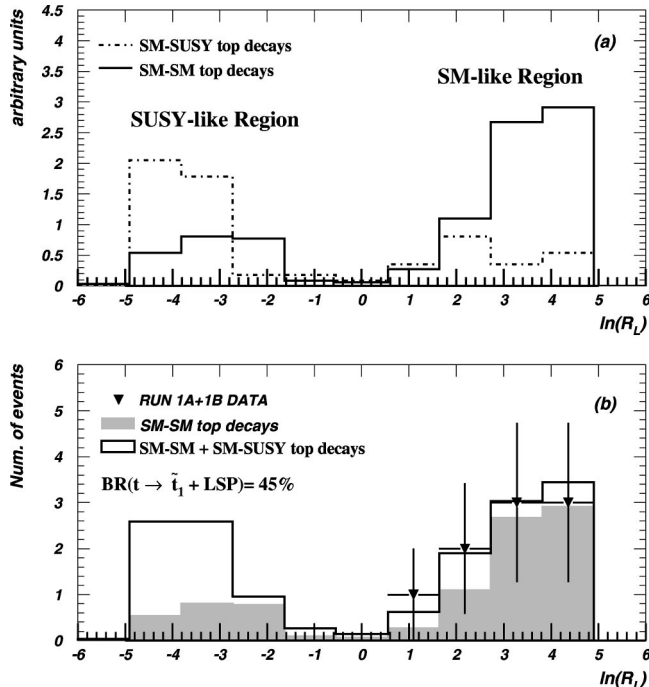 4.5
4
3.5
3
2.5
2
1.5
1
0.5
0
arbitrary units
SM-SUSY top decays
SM-SM top decays
(a)
SM-like Region
SUSY-like Region
-6 -5 -4 -3 -2 -1 0 1 2 3 4 5 6
ln(R_L)
6
5
4
3
2
1
0
Num. of events
RUN 1A+1B DATA
(b)
SM-SM top decays
SM-SM + SM-SUSY top decays
BR(t → t̃₁ + LSP)= 45%
-6 -5 -4 -3 -2 -1 0 1 2 3 4 5 6
ln(R_L)